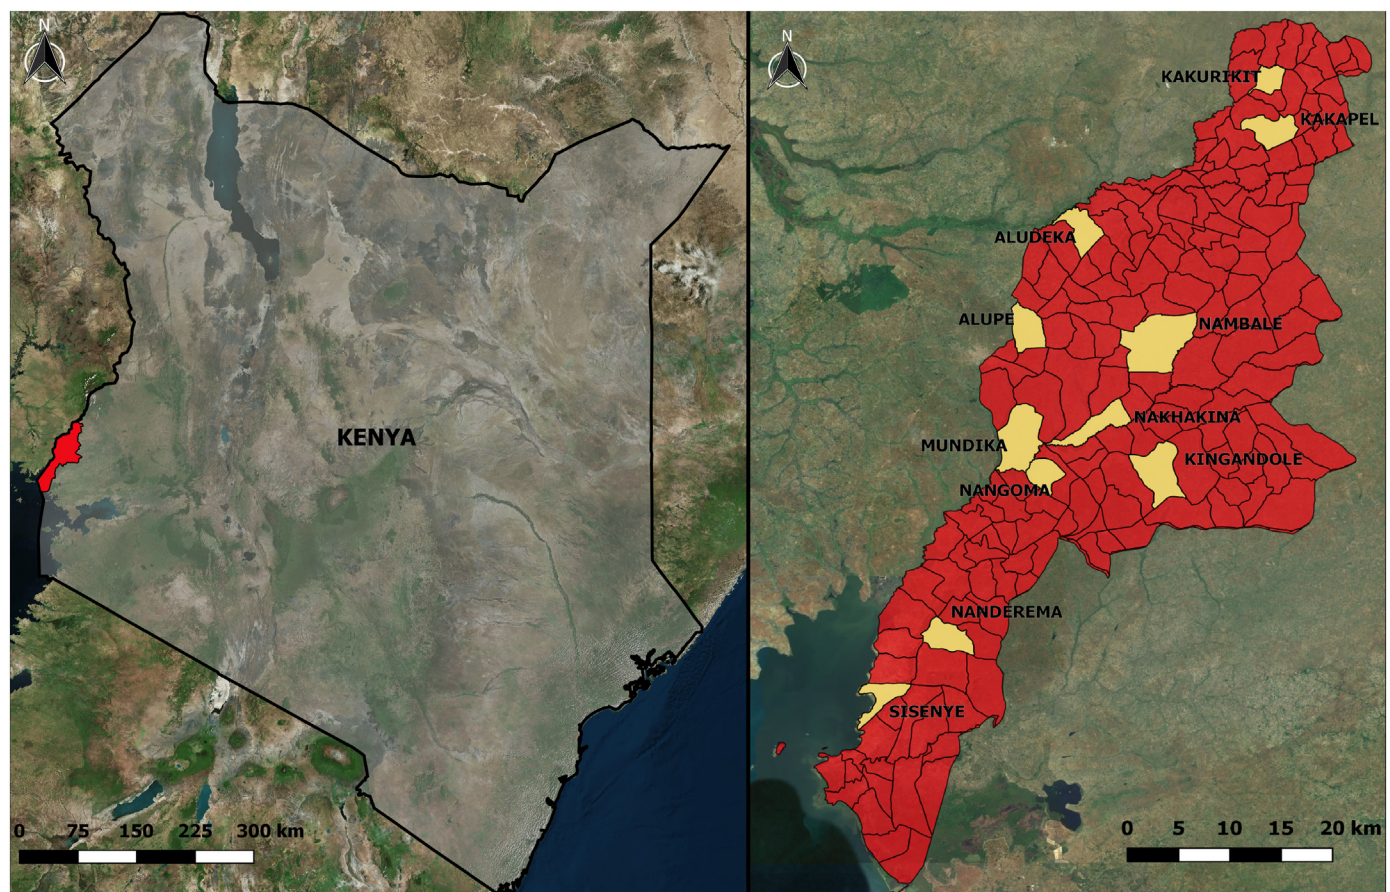 N
KENYA
0 75 150 225 300 km
N
KAKURIKIT
KAKAPEL
ALUDEKA
ALUPE
NAMBALE
NAKHAKINA
MUNDIKA
KINGANDOLE
NANGOMA
NANDEREMA
SISENYE
0 5 10 15 20 km